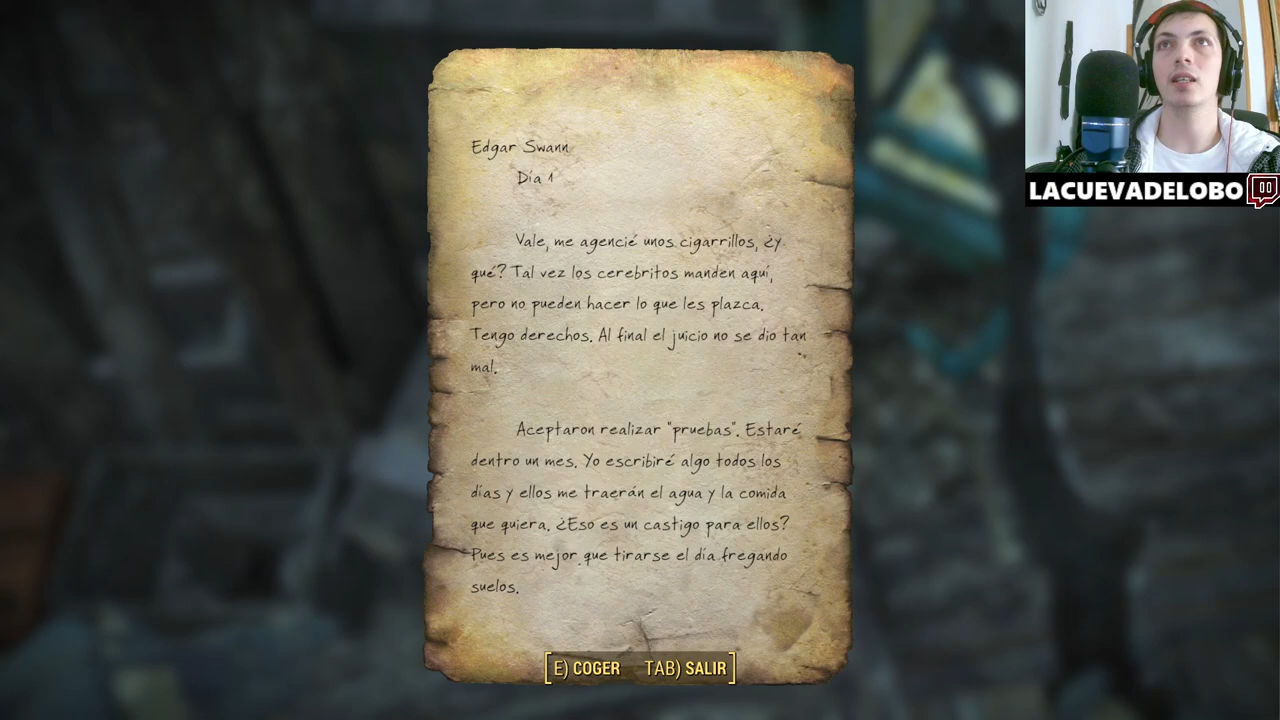 LACUEVADELOBO
Edgar Swann
Día 1
Vale, me agencié unos cigarrillos, ¿y
qué? Tal vez los cerebritos manden aquí,
pero no pueden hacer lo que les plazca.
Tengo derechos. Al final el juicio no se dio tan
mal.
Aceptaron realizar "pruebas". Estaré
dentro un mes. Yo escribiré algo todos los
días y ellos me traerán el agua y la comida
que quiera. ¿Eso es un castigo para ellos?
Pues es mejor que tirarse el día fregando
suelos.
E) COGER TAB) SALIR